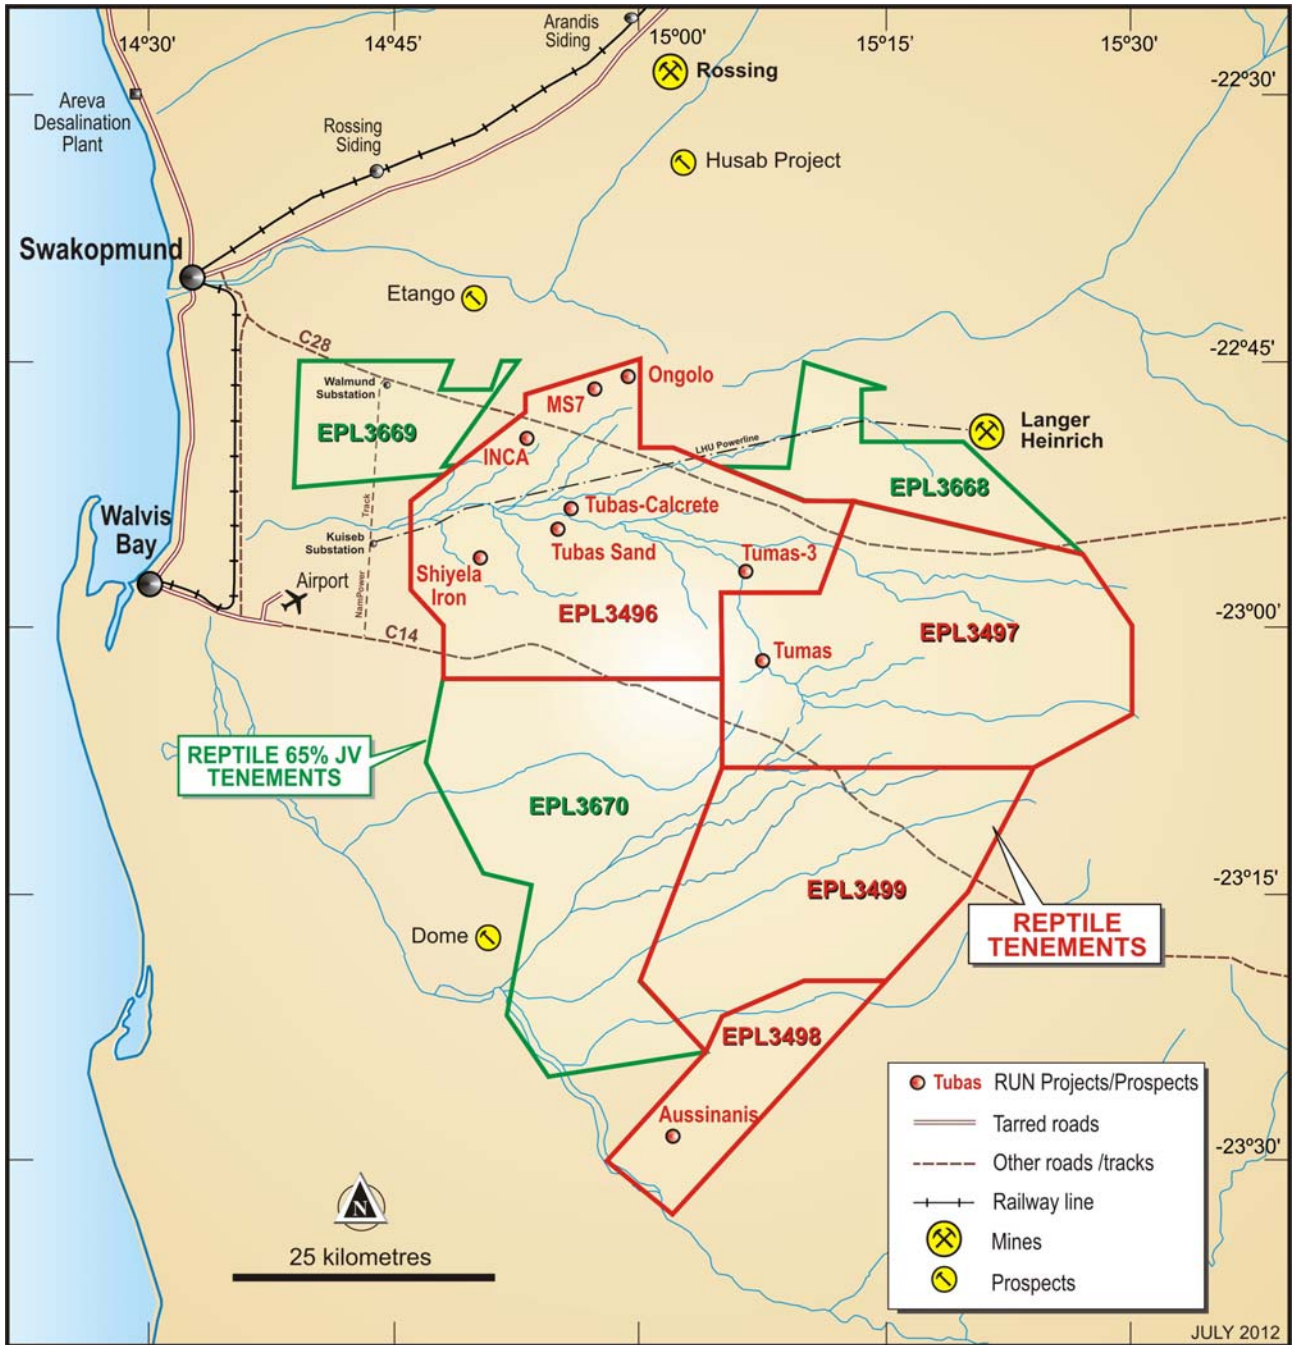 14º30'
14º45'
15º00'
15º15'
15º30'
Arandis
Siding
Rossing
-22º30'
Areva
Desalination
Plant
Rossing
Siding
Husab Project
Swakopmund
Etango
C28
-22º45'
Walmund
Substation
Ongolo
MS7
EPL3669
INCA
LHU Powerline
Langer
Heinrich
EPL3668
Track
Tubas-Calcrete
Walvis
Bay
Kuiseb
Substation
Tubas Sand
Tumas-3
Shiyela
Iron
Airport
NamPower
EPL3496
C14
EPL3497
-23º00'
Tumas
REPTILE 65% JV
TENEMENTS
EPL3670
EPL3499
-23º15'
REPTILE
TENEMENTS
Dome
EPL3498
Aussinanis
-23º30'
Tubas RUN Projects/Prospects
Tarred roads
Other roads /tracks
Railway line
Mines
Prospects
N
25 kilometres
JULY 2012